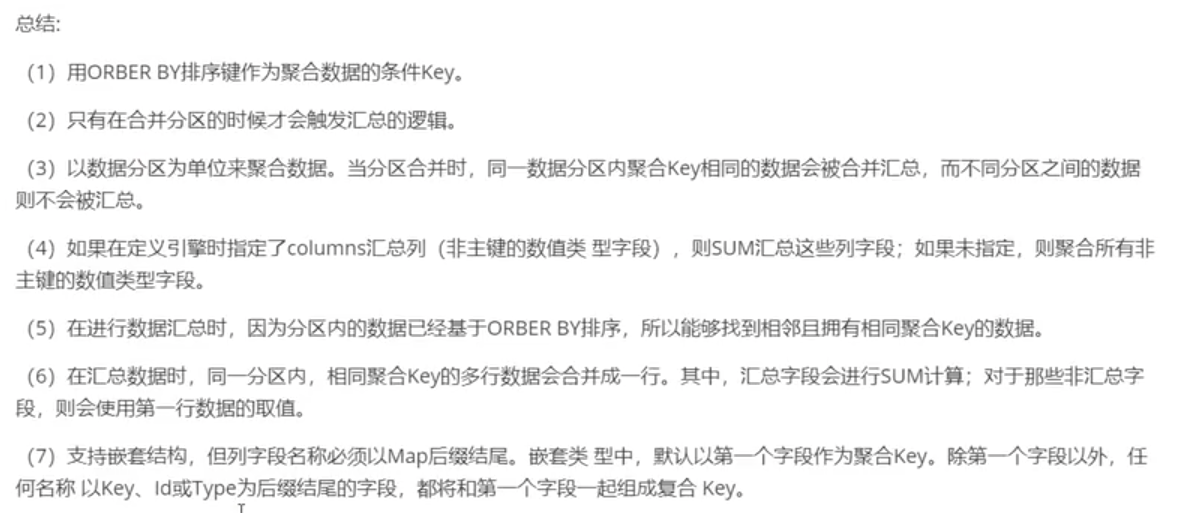 总结:
（1）用ORBER BY排序键作为聚合数据的条件Key。
（2）只有在合并分区的时候才会触发汇总的逻辑。
（3）以数据分区为单位来聚合数据。当分区合并时，同一数据分区内聚合Key相同的数据会被合并汇总，而不同分区之间的数据
则不会被汇总。
（4）如果在定义引擎时指定了columns汇总列（非主键的数值类 型字段），则SUM汇总这些列字段；如果未指定，则聚合所有非
主键的数值类型字段。
（5）在进行数据汇总时，因为分区内的数据已经基于ORBER BY排序，所以能够找到相邻且拥有相同聚合Key的数据。
（6）在汇总数据时，同一分区内，相同聚合Key的多行数据会合并成一行。其中，汇总字段会进行SUM计算；对于那些非汇总字
段，则会使用第一行数据的取值。
（7）支持嵌套结构，但列字段名称必须以Map后缀结尾。嵌套类 型中，默认以第一个字段作为聚合Key。除第一个字段以外，任
何名称 以Key、Id或Type为后缀结尾的字段，都将和第一个字段一起组成复合 Key。